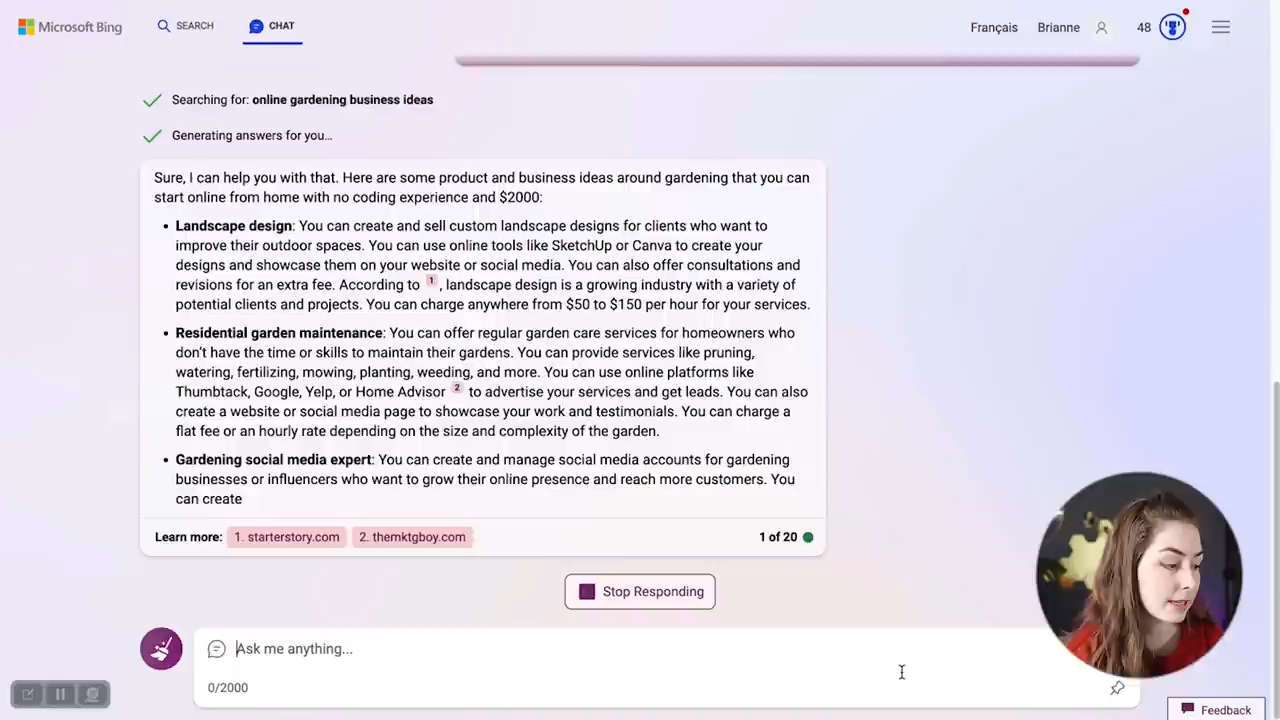 Microsoft Bing
SEARCH
CHAT
Français
Brianne
48
Searching for: online gardening business ideas
Generating answers for you...
Sure, I can help you with that. Here are some product and business ideas around gardening that you can
start online from home with no coding experience and $2000:
• Landscape design: You can create and sell custom landscape designs for clients who want to
improve their outdoor spaces. You can use online tools like SketchUp or Canva to create your
designs and showcase them on your website or social media. You can also offer consultations and
revisions for an extra fee. According to 1, landscape design is a growing industry with a variety of
potential clients and projects. You can charge anywhere from $50 to $150 per hour for your services.
• Residential garden maintenance: You can offer regular garden care services for homeowners who
don't have the time or skills to maintain their gardens. You can provide services like pruning,
watering, fertilizing, mowing, planting, weeding, and more. You can use online platforms like
Thumbtack, Google, Yelp, or Home Advisor 2 to advertise your services and get leads. You can also
create a website or social media page to showcase your work and testimonials. You can charge a
flat fee or an hourly rate depending on the size and complexity of the garden.
• Gardening social media expert: You can create and manage social media accounts for gardening
businesses or influencers who want to grow their online presence and reach more customers. You
can create
Learn more: 1. starterstory.com 2. themktgboy.com 1 of 20
Stop Responding
Ask me anything...
0/2000
Feedback